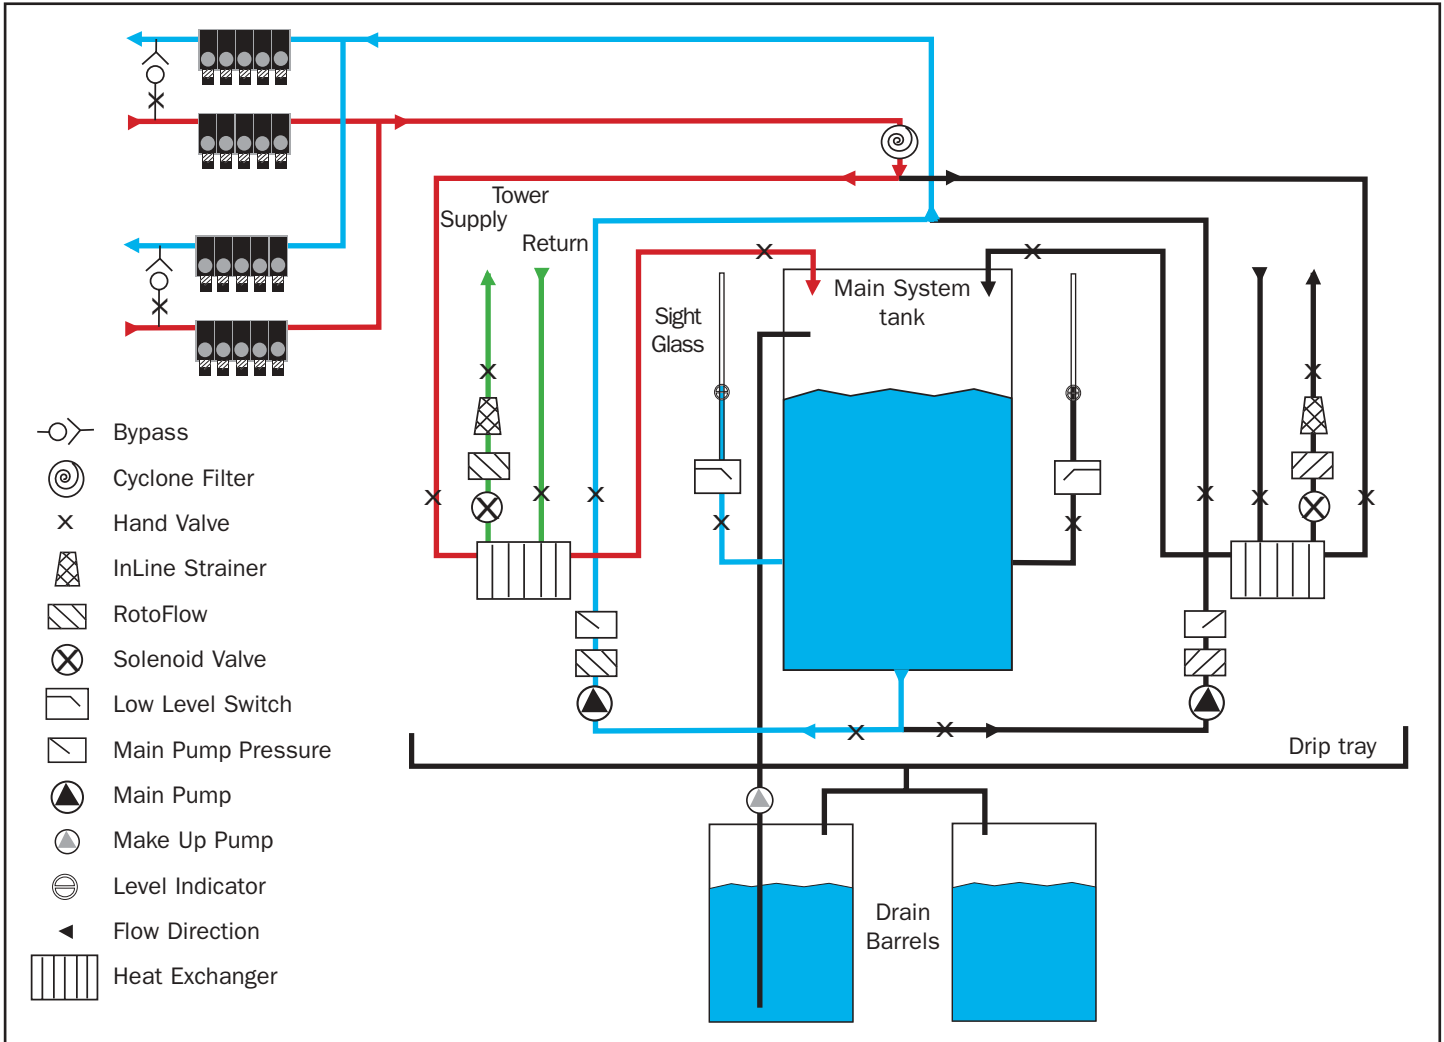 Tower
Supply
Return
Main System
tank
Sight
Glass
Bypass
Cyclone Filter
Hand Valve
InLine Strainer
RotoFlow
Solenoid Valve
Low Level Switch
Main Pump Pressure
Main Pump
Make Up Pump
Level Indicator
Flow Direction
Heat Exchanger
Drip tray
Drain
Barrels